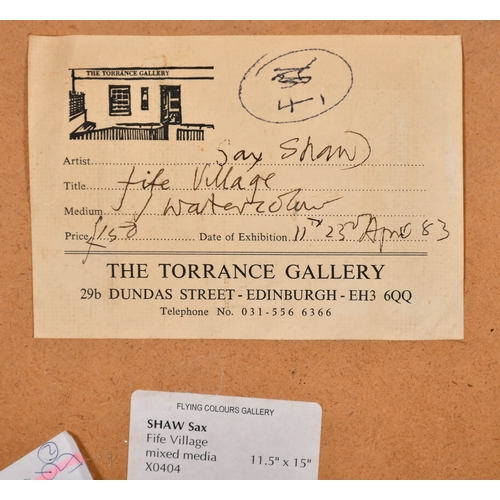 THE TORRANCE GALLERY
41
Artist Sax Shaw
Title Fife Village
Medium Watercolour
Price £150 Date of Exhibition 11th 23rd April 83
THE TORRANCE GALLERY
29b DUNDAS STREET - EDINBURGH - EH3 6QQ
Telephone No. 031-556 6366
FLYING COLOURS GALLERY
SHAW Sax
Fife Village
mixed media 11.5" x 15"
X0404